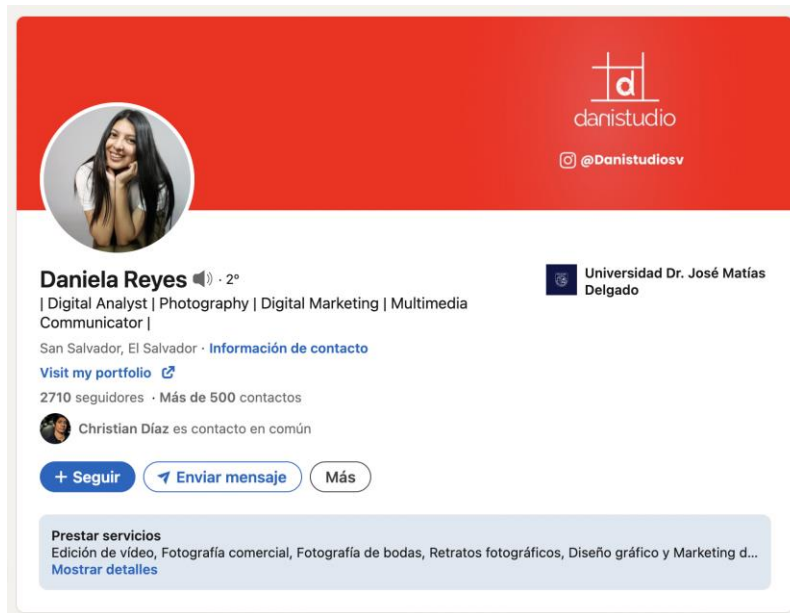 d
danistudio
@Danistudiosv
Daniela Reyes · 2º
| Digital Analyst | Photography | Digital Marketing | Multimedia
Communicator |
San Salvador, El Salvador · Información de contacto
Visit my portfolio
2710 seguidores · Más de 500 contactos
Christian Díaz es contacto en común
+ Seguir
Enviar mensaje
Más
Universidad Dr. José Matías
Delgado
Prestar servicios
Edición de vídeo, Fotografía comercial, Fotografía de bodas, Retratos fotográficos, Diseño gráfico y Marketing d...
Mostrar detalles